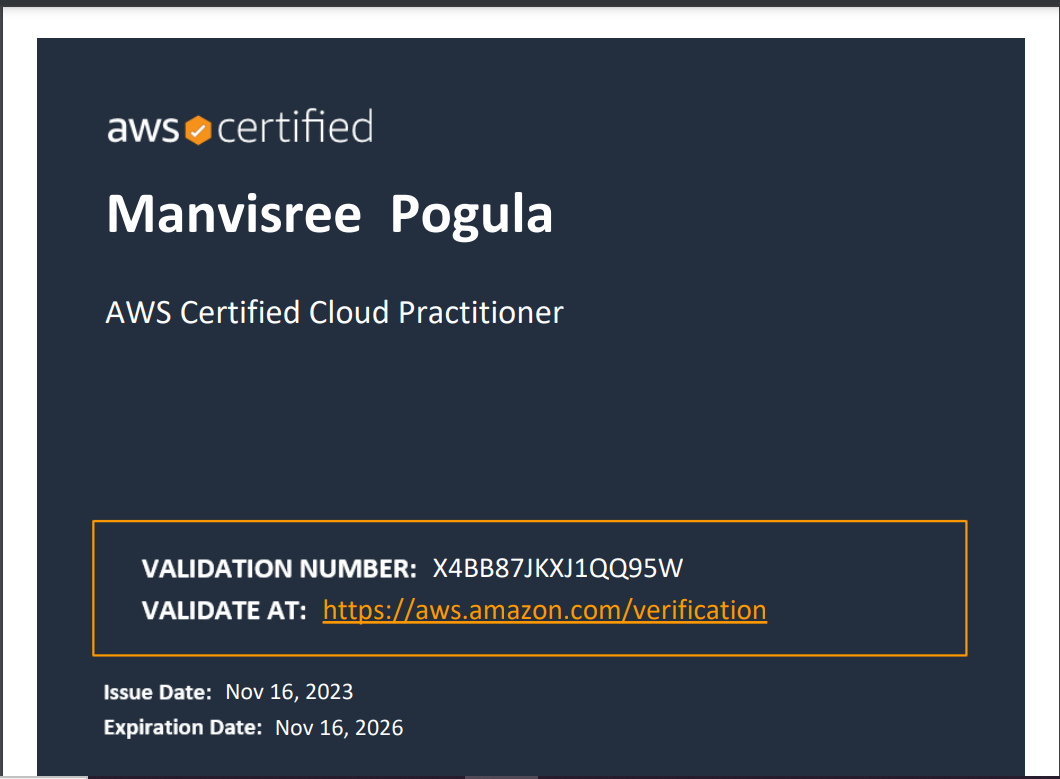 aws certified
Manvisree Pogula
AWS Certified Cloud Practitioner
VALIDATION NUMBER: X4BB87JKXJ1QQ95W
VALIDATE AT: https://aws.amazon.com/verification
Issue Date: Nov 16, 2023
Expiration Date: Nov 16, 2026